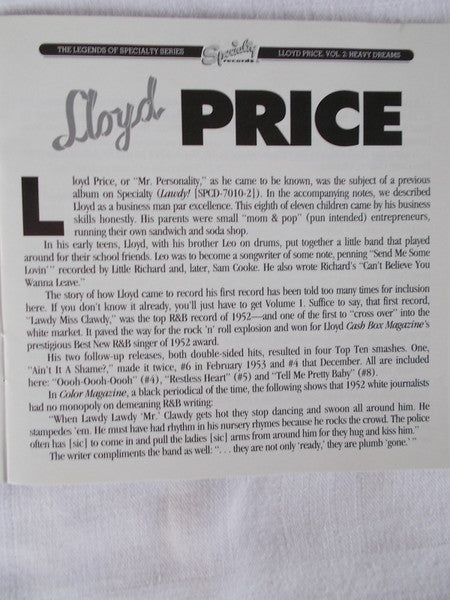 THE LEGENDS OF SPECIALTY SERIES
Specialty
records
LLOYD PRICE, VOL. 2: HEAVY DREAMS
Lloyd PRICE
Lloyd Price, or "Mr. Personality," as he came to be known, was the subject of a previous
album on Specialty (Lawdy! [SPCD-7010-2]). In the accompanying notes, we described
Lloyd as a business man par excellence. This eighth of eleven children came by his business
skills honestly. His parents were small "mom & pop" (pun intended) entrepreneurs,
running their own sandwich and soda shop.
In his early teens, Lloyd, with his brother Leo on drums, put together a little band that played
around for their school friends. Leo was to become a songwriter of some note, penning "Send Me Some
Lovin'" recorded by Little Richard and, later, Sam Cooke. He also wrote Richard's "Can't Believe You
Wanna Leave."
The story of how Lloyd came to record his first record has been told too many times for inclusion
here. If you don't know it already, you'll just have to get Volume 1. Suffice to say, that first record,
"Lawdy Miss Clawdy," was the top R&B record of 1952—and one of the first to "cross over" into the
white market. It paved the way for the rock 'n' roll explosion and won for Lloyd Cash Box Magazine's
prestigious Best New R&B singer of 1952 award.
His two follow-up releases, both double-sided hits, resulted in four Top Ten smashes. One,
"Ain't It A Shame?," made it twice, #6 in February 1953 and #4 that December. All are included
here: "Oooh-Oooh-Oooh" (#4), "Restless Heart" (#5) and "Tell Me Pretty Baby" (#8).
In Color Magazine, a black periodical of the time, the following shows that 1952 white journalists
had no monopoly on demeaning R&B writing:
"When Lawdy Lawdy 'Mr.' Clawdy gets hot they stop dancing and swoon all around him. He
stampedes 'em. He must have had rhythm in his nursery rhymes because he rocks the crowd. The police
often has [sic] to come in and pull the ladies [sic] arms from around him for they hug and kiss him."
The writer compliments the band as well: ". . . they are not only 'ready,' they are plumb 'gone.' "